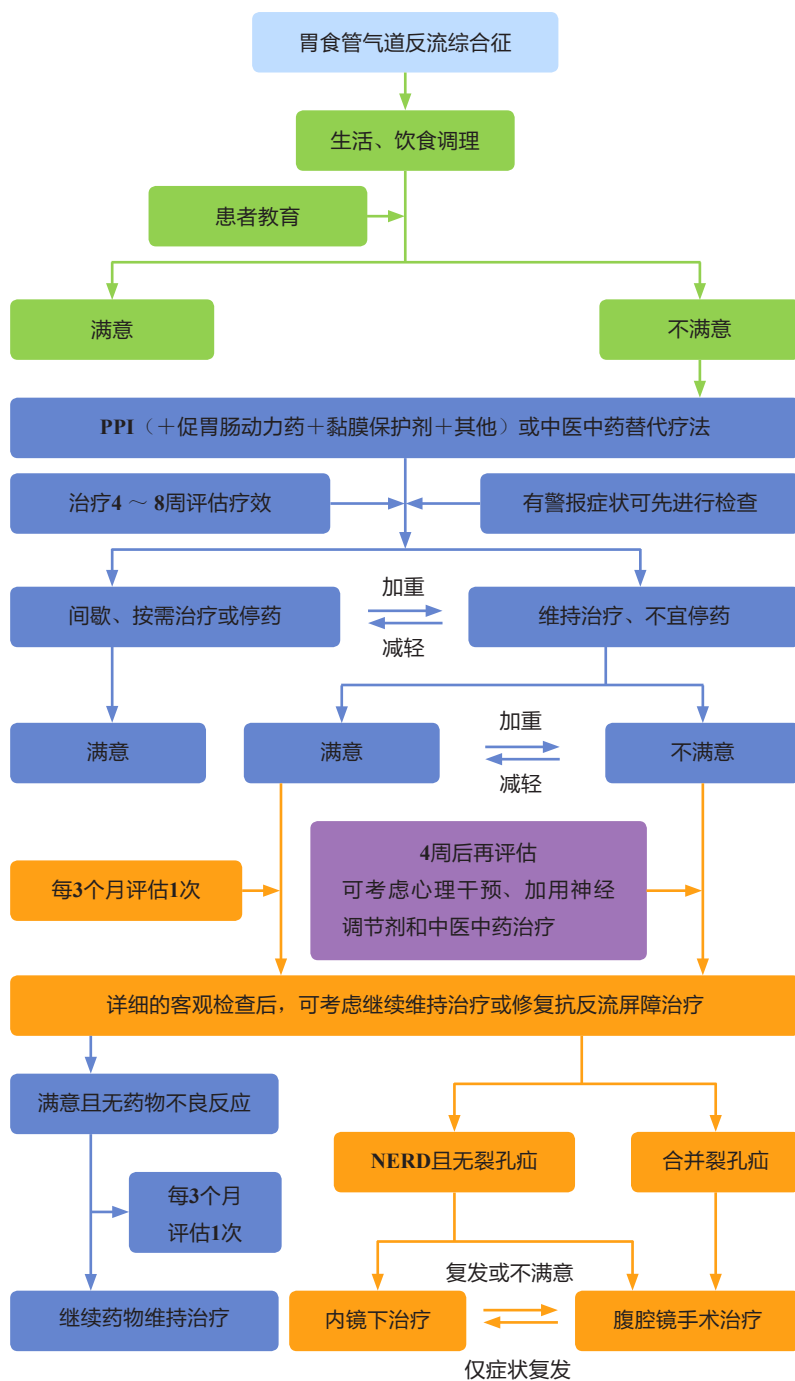 胃食管气道反流综合征
生活、饮食调理
患者教育
满意
不满意
PPI（＋促胃肠动力药＋黏膜保护剂＋其他）或中医中药替代疗法
治疗4～8周评估疗效
有警报症状可先进行检查
间歇、按需治疗或停药
加重
减轻
维持治疗、不宜停药
满意
满意
加重
减轻
不满意
每3个月评估1次
4周后再评估
可考虑心理干预、加用神经
调节剂和中医中药治疗
详细的客观检查后，可考虑继续维持治疗或修复抗反流屏障治疗
满意且无药物不良反应
NERD且无裂孔疝
合并裂孔疝
每3个月
评估1次
继续药物维持治疗
内镜下治疗
复发或不满意
仅症状复发
腹腔镜手术治疗